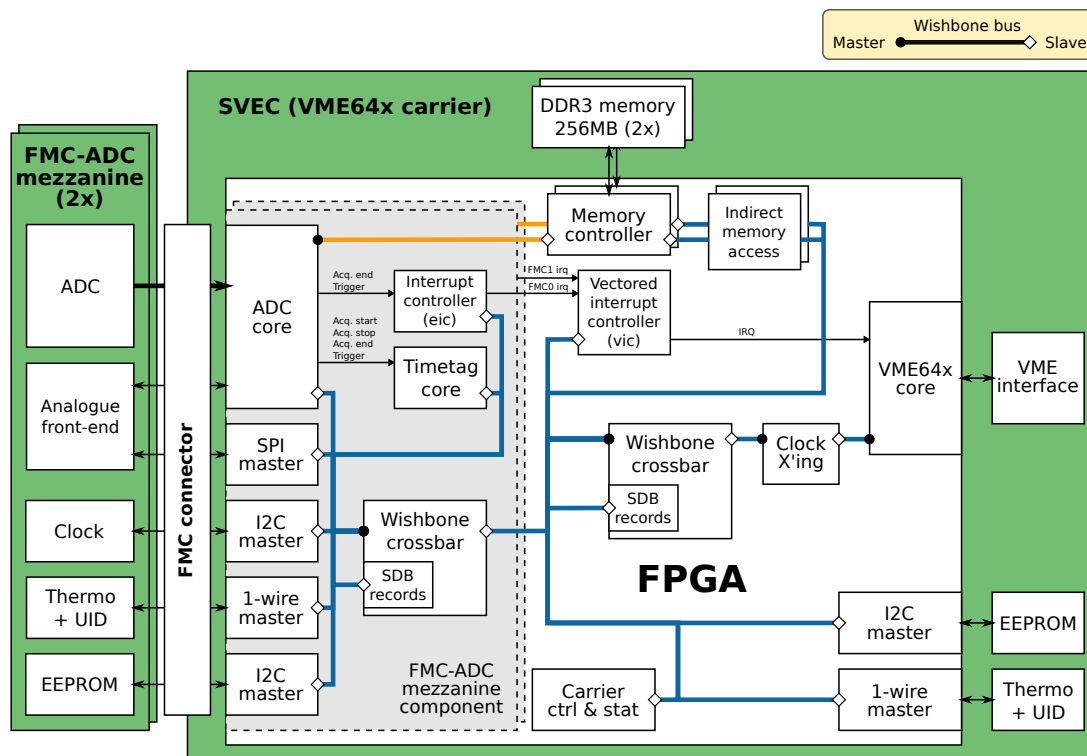 Wishbone bus
Master
Slave
SVEC (VME64x carrier)
DDR3 memory
256MB (2x)
FMC-ADC
mezzanine
(2x)
ADC
Analogue
front-end
Clock
Thermo
+ UID
EEPROM
FMC connector
ADC
core
SPI
master
I2C
master
1-wire
master
I2C
master
Acq. end
Trigger
Acq. start
Acq. stop
Acq. end
Trigger
Interrupt
controller
(eic)
Timetag
core
Wishbone
crossbar
SDB
records
FMC-ADC
mezzanine
component
FMC1 irq
FMC0 irq
Memory
controller
Indirect
memory
access
Vectored
interrupt
controller
(vic)
IRQ
VME64x
core
VME
interface
Wishbone
crossbar
SDB
records
Clock
X'ing
FPGA
Carrier
ctrl & stat
I2C
master
EEPROM
1-wire
master
Thermo
+ UID